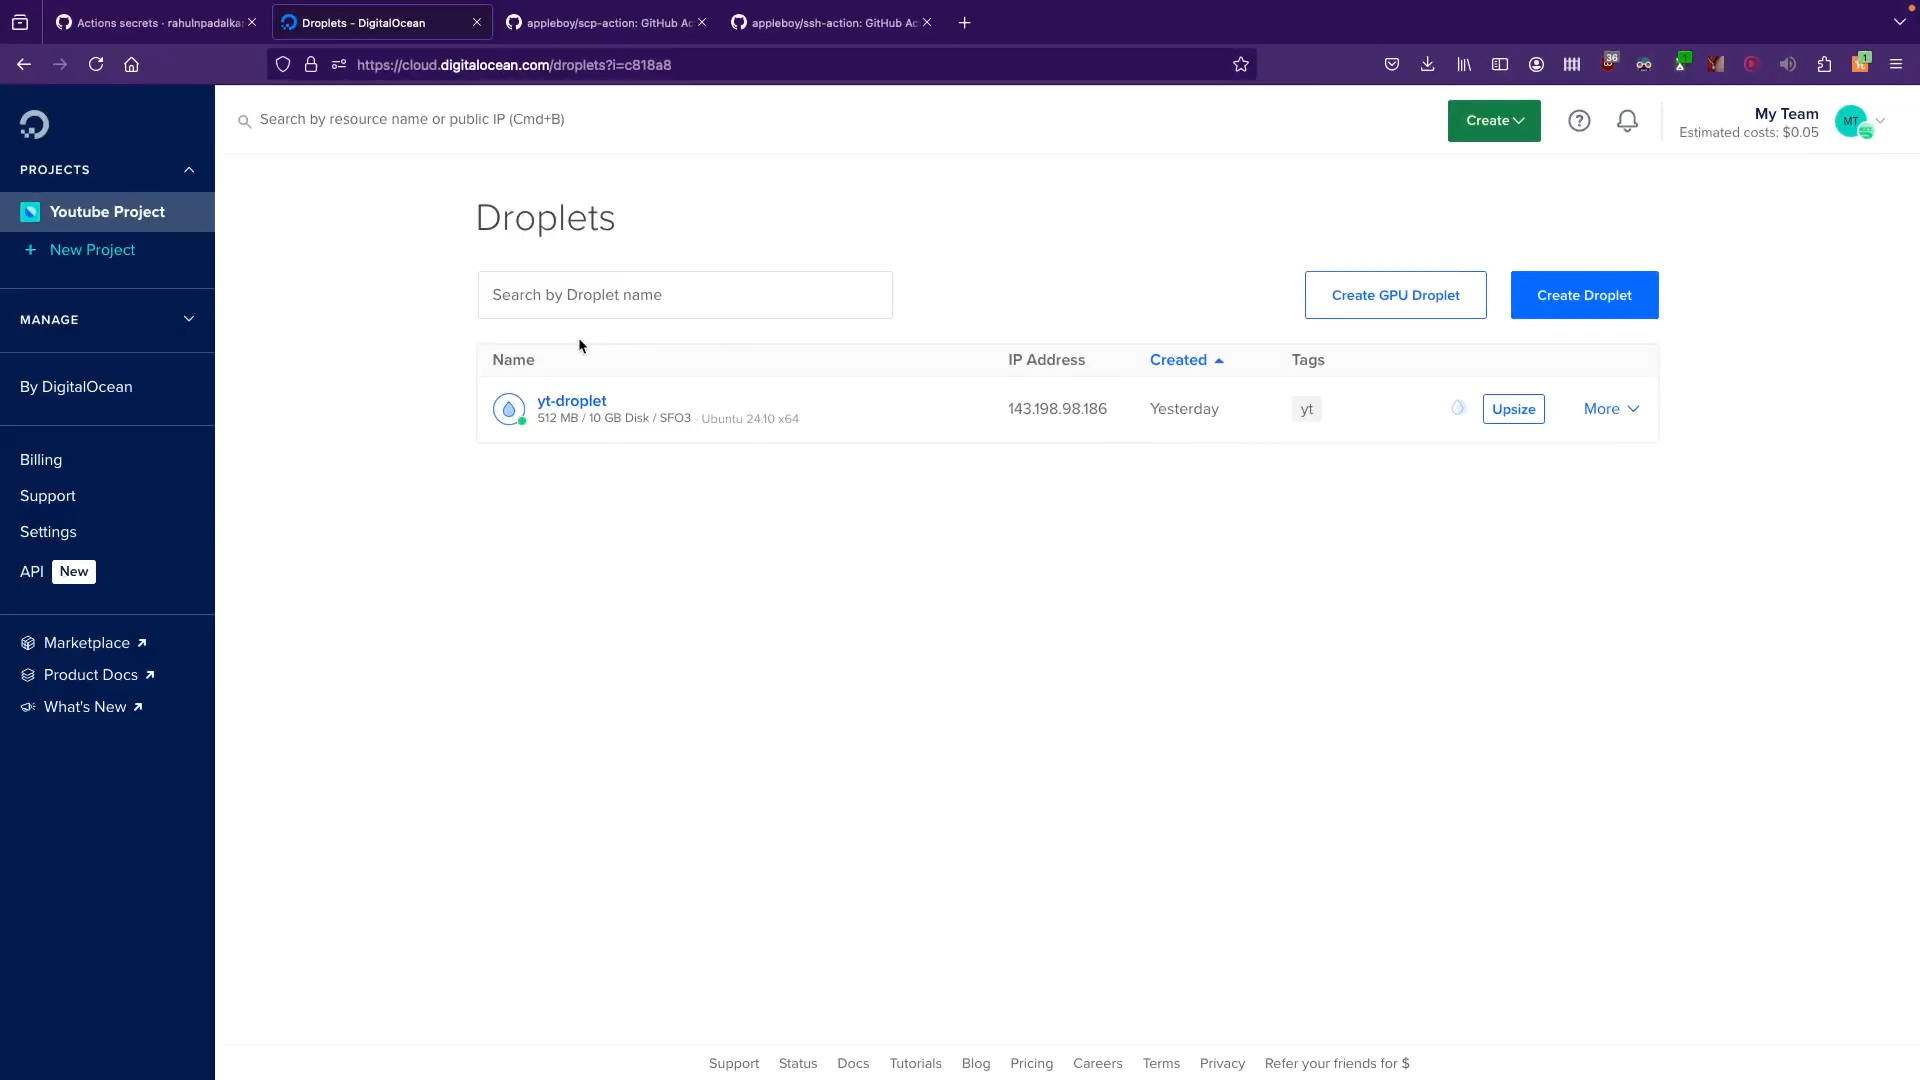 Actions secrets · rahulnpadalka
Droplets - DigitalOcean
appleboy/scp-action: GitHub Ac
appleboy/ssh-action: GitHub Ac
https://cloud.digitalocean.com/droplets?i=c818a8
36
1
1
Search by resource name or public IP (Cmd+B)
Create
My Team
Estimated costs: $0.05
MT
PROJECTS
Youtube Project
+ New Project
MANAGE
By DigitalOcean
Billing
Support
Settings
API New
Marketplace
Product Docs
What's New
Droplets
Search by Droplet name
Create GPU Droplet
Create Droplet
Name IP Address Created Tags
yt-droplet
512 MB / 10 GB Disk / SFO3 - Ubuntu 24.10 x64
143.198.98.186 Yesterday yt Upsize More
Support Status Docs Tutorials Blog Pricing Careers Terms Privacy Refer your friends for $